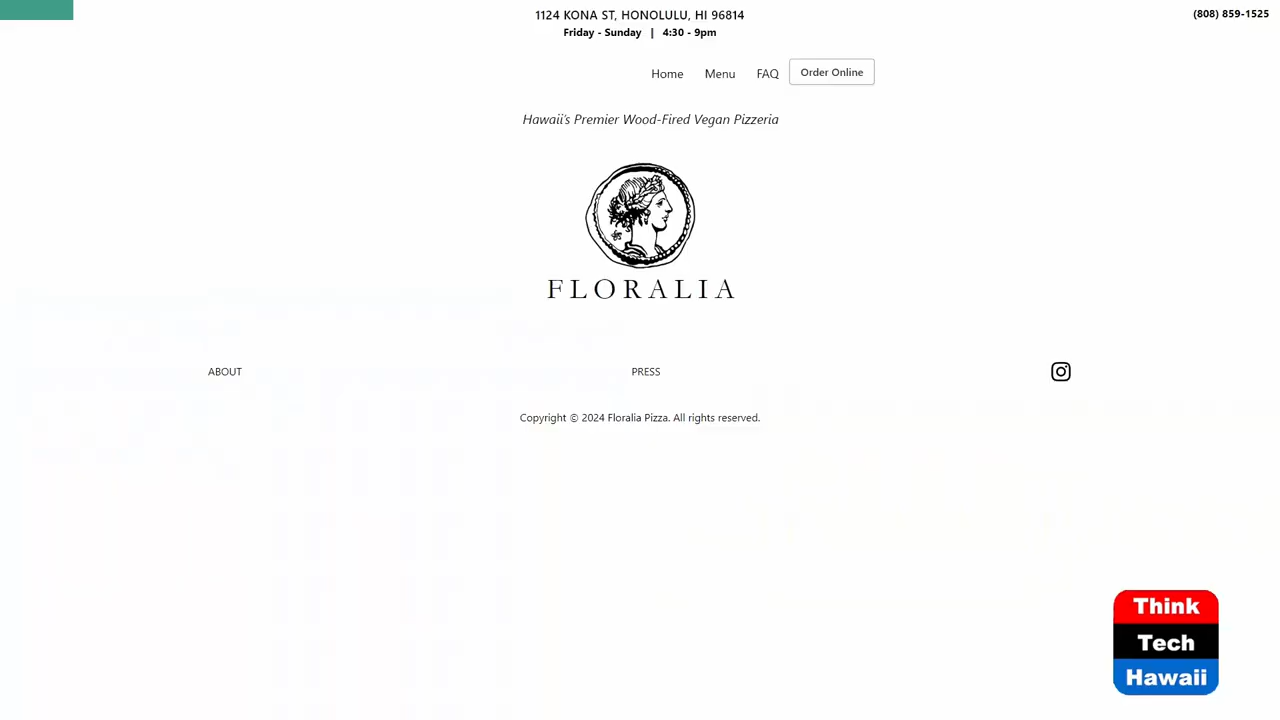 1124 KONA ST, HONOLULU, HI 96814
(808) 859-1525
Friday - Sunday | 4:30 - 9pm
Home Menu FAQ Order Online
Hawaii's Premier Wood-Fired Vegan Pizzeria
FLORALIA
ABOUT PRESS
Copyright © 2024 Floralia Pizza. All rights reserved.
Think
Tech
Hawaii